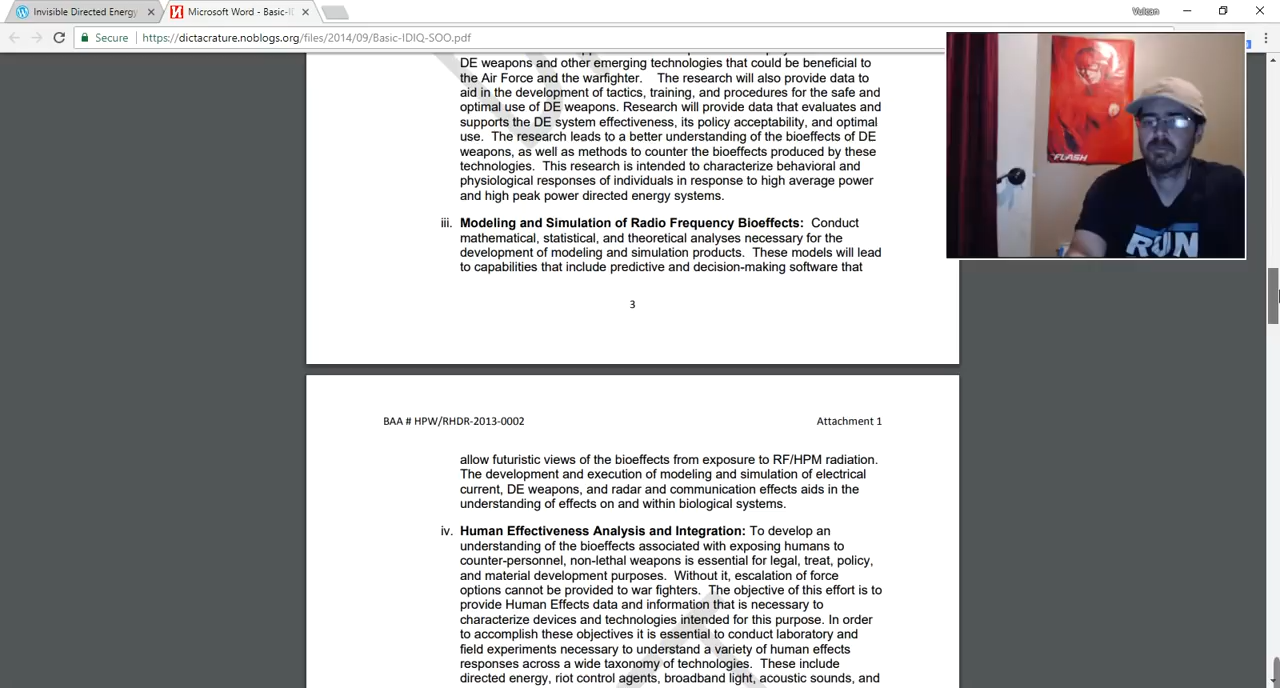 Invisible Directed Energy
Microsoft Word - Basic-I
Vulcan
Secure
https://dictacrature.noblogs.org/files/2014/09/Basic-IDIQ-SOO.pdf
DE weapons and other emerging technologies that could be beneficial to
the Air Force and the warfighter. The research will also provide data to
aid in the development of tactics, training, and procedures for the safe and
optimal use of DE weapons. Research will provide data that evaluates and
supports the DE system effectiveness, its policy acceptability, and optimal
use. The research leads to a better understanding of the bioeffects of DE
weapons, as well as methods to counter the bioeffects produced by these
technologies. This research is intended to characterize behavioral and
physiological responses of individuals in response to high average power
and high peak power directed energy systems.
iii. Modeling and Simulation of Radio Frequency Bioeffects: Conduct
mathematical, statistical, and theoretical analyses necessary for the
development of modeling and simulation products. These models will lead
to capabilities that include predictive and decision-making software that
3
BAA # HPW/RHDR-2013-0002 Attachment 1
allow futuristic views of the bioeffects from exposure to RF/HPM radiation.
The development and execution of modeling and simulation of electrical
current, DE weapons, and radar and communication effects aids in the
understanding of effects on and within biological systems.
iv. Human Effectiveness Analysis and Integration: To develop an
understanding of the bioeffects associated with exposing humans to
counter-personnel, non-lethal weapons is essential for legal, treat, policy,
and material development purposes. Without it, escalation of force
options cannot be provided to war fighters. The objective of this effort is to
provide Human Effects data and information that is necessary to
characterize devices and technologies intended for this purpose. In order
to accomplish these objectives it is essential to conduct laboratory and
field experiments necessary to understand a variety of human effects
responses across a wide taxonomy of technologies. These include
directed energy, riot control agents, broadband light, acoustic sounds, and
FLASH
RUN